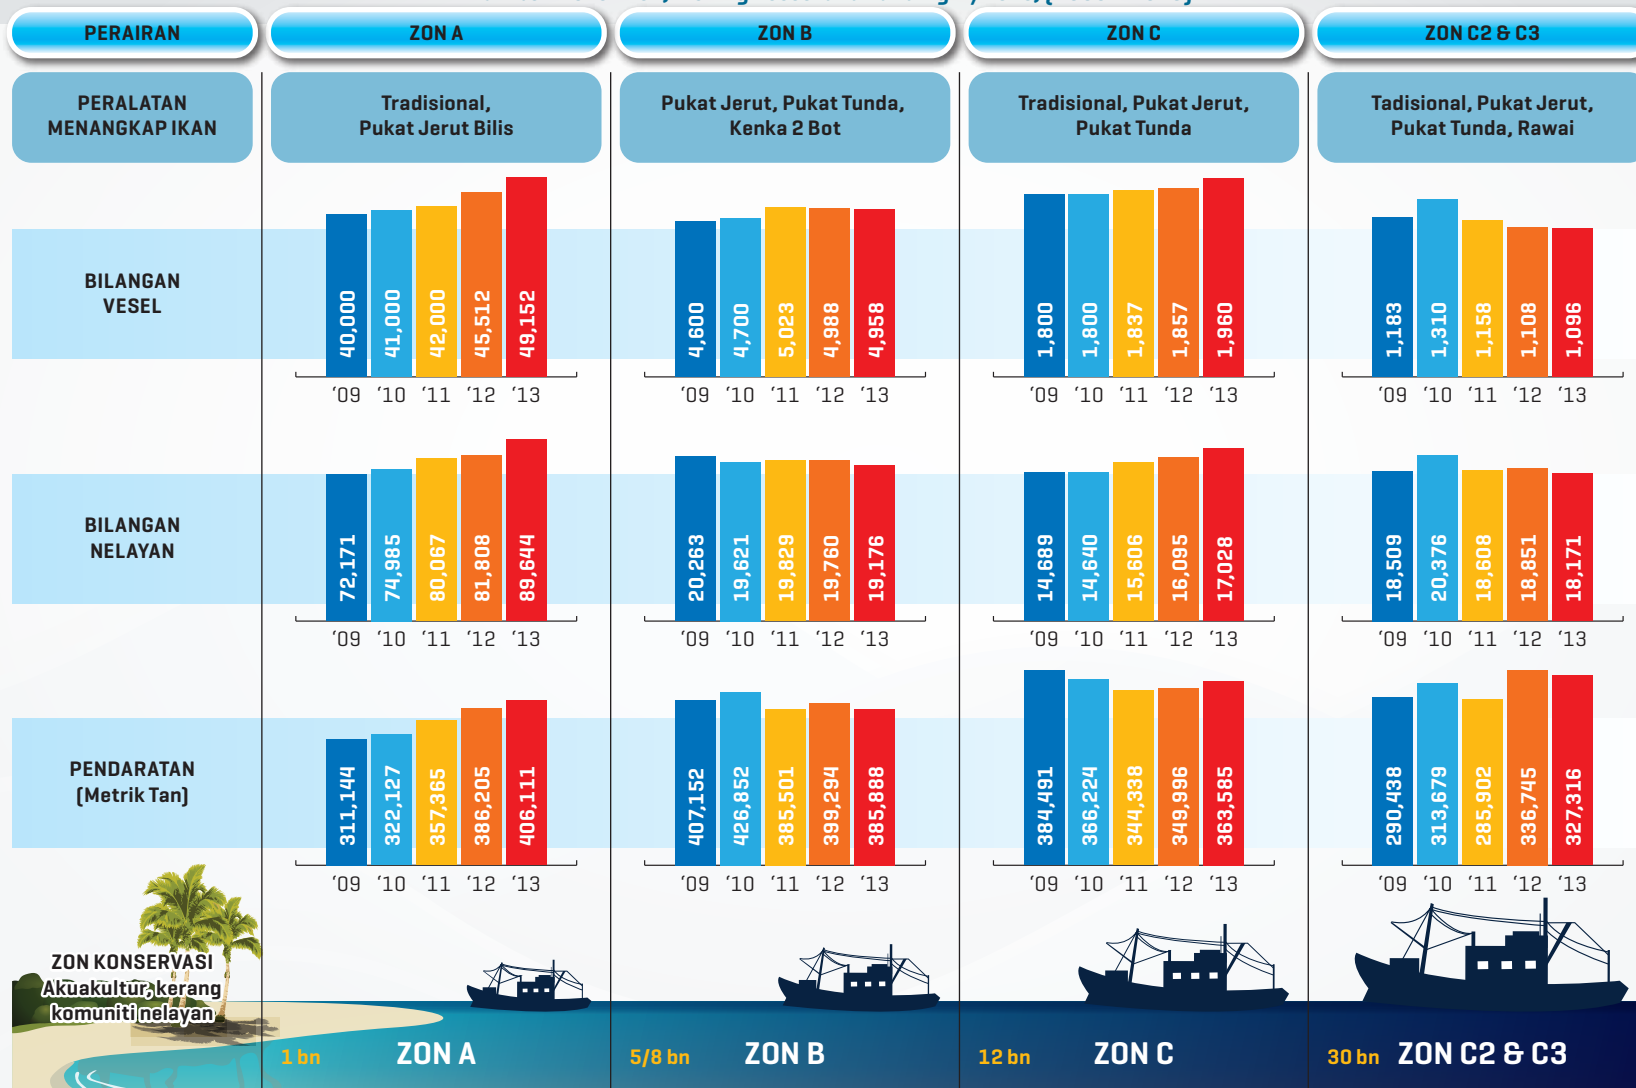 PERAIRAN
ZON A
ZON B
ZON C
ZON C2 & C3
PERALATAN
MENANGKAP IKAN
Tradisional,
Pukat Jerut Bilis
Pukat Jerut, Pukat Tunda,
Kenka 2 Bot
Tradisional, Pukat Jerut,
Pukat Tunda
Tadisional, Pukat Jerut,
Pukat Tunda, Rawai
BILANGAN
VESEL
40,000
41,000
42,000
45,512
49,152
‘09 ‘10 ‘11 ‘12 ‘13
4,600
4,700
5,023
4,988
4,958
‘09 ‘10 ‘11 ‘12 ‘13
1,800
1,800
1,837
1,857
1,960
‘09 ‘10 ‘11 ‘12 ‘13
1,183
1,310
1,158
1,108
1,096
‘09 ‘10 ‘11 ‘12 ‘13
BILANGAN
NELAYAN
72,171
74,985
80,067
81,808
89,644
‘09 ‘10 ‘11 ‘12 ‘13
20,263
19,621
19,829
19,760
19,176
‘09 ‘10 ‘11 ‘12 ‘13
14,689
14,640
15,606
16,095
17,028
‘09 ‘10 ‘11 ‘12 ‘13
18,509
20,376
18,608
18,851
18,171
‘09 ‘10 ‘11 ‘12 ‘13
PENDARATAN
(Metrik Tan)
311,144
322,127
357,365
386,205
406,111
‘09 ‘10 ‘11 ‘12 ‘13
407,152
426,852
385,501
399,294
385,888
‘09 ‘10 ‘11 ‘12 ‘13
384,491
366,224
344,338
349,996
363,585
‘09 ‘10 ‘11 ‘12 ‘13
290,438
313,679
285,902
336,745
327,316
‘09 ‘10 ‘11 ‘12 ‘13
ZON KONSERVASI
Akuakultur, kerang
komuniti nelayan
1 bn
ZON A
5/8 bn
ZON B
12 bn
ZON C
30 bn
ZON C2 & C3